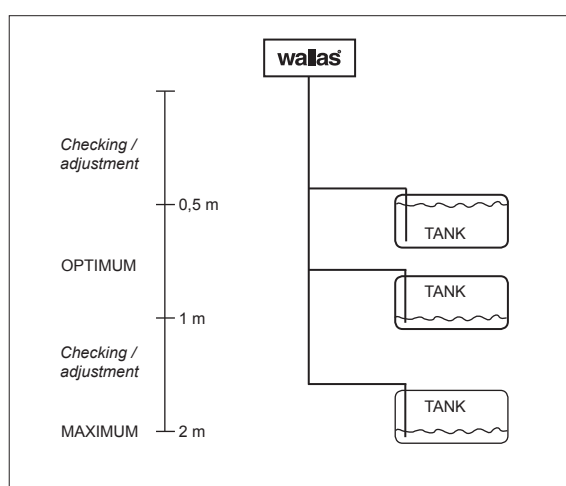 wallas
Checking /
adjustment
0,5 m
TANK
OPTIMUM
TANK
1 m
Checking /
adjustment
TANK
MAXIMUM
2 m